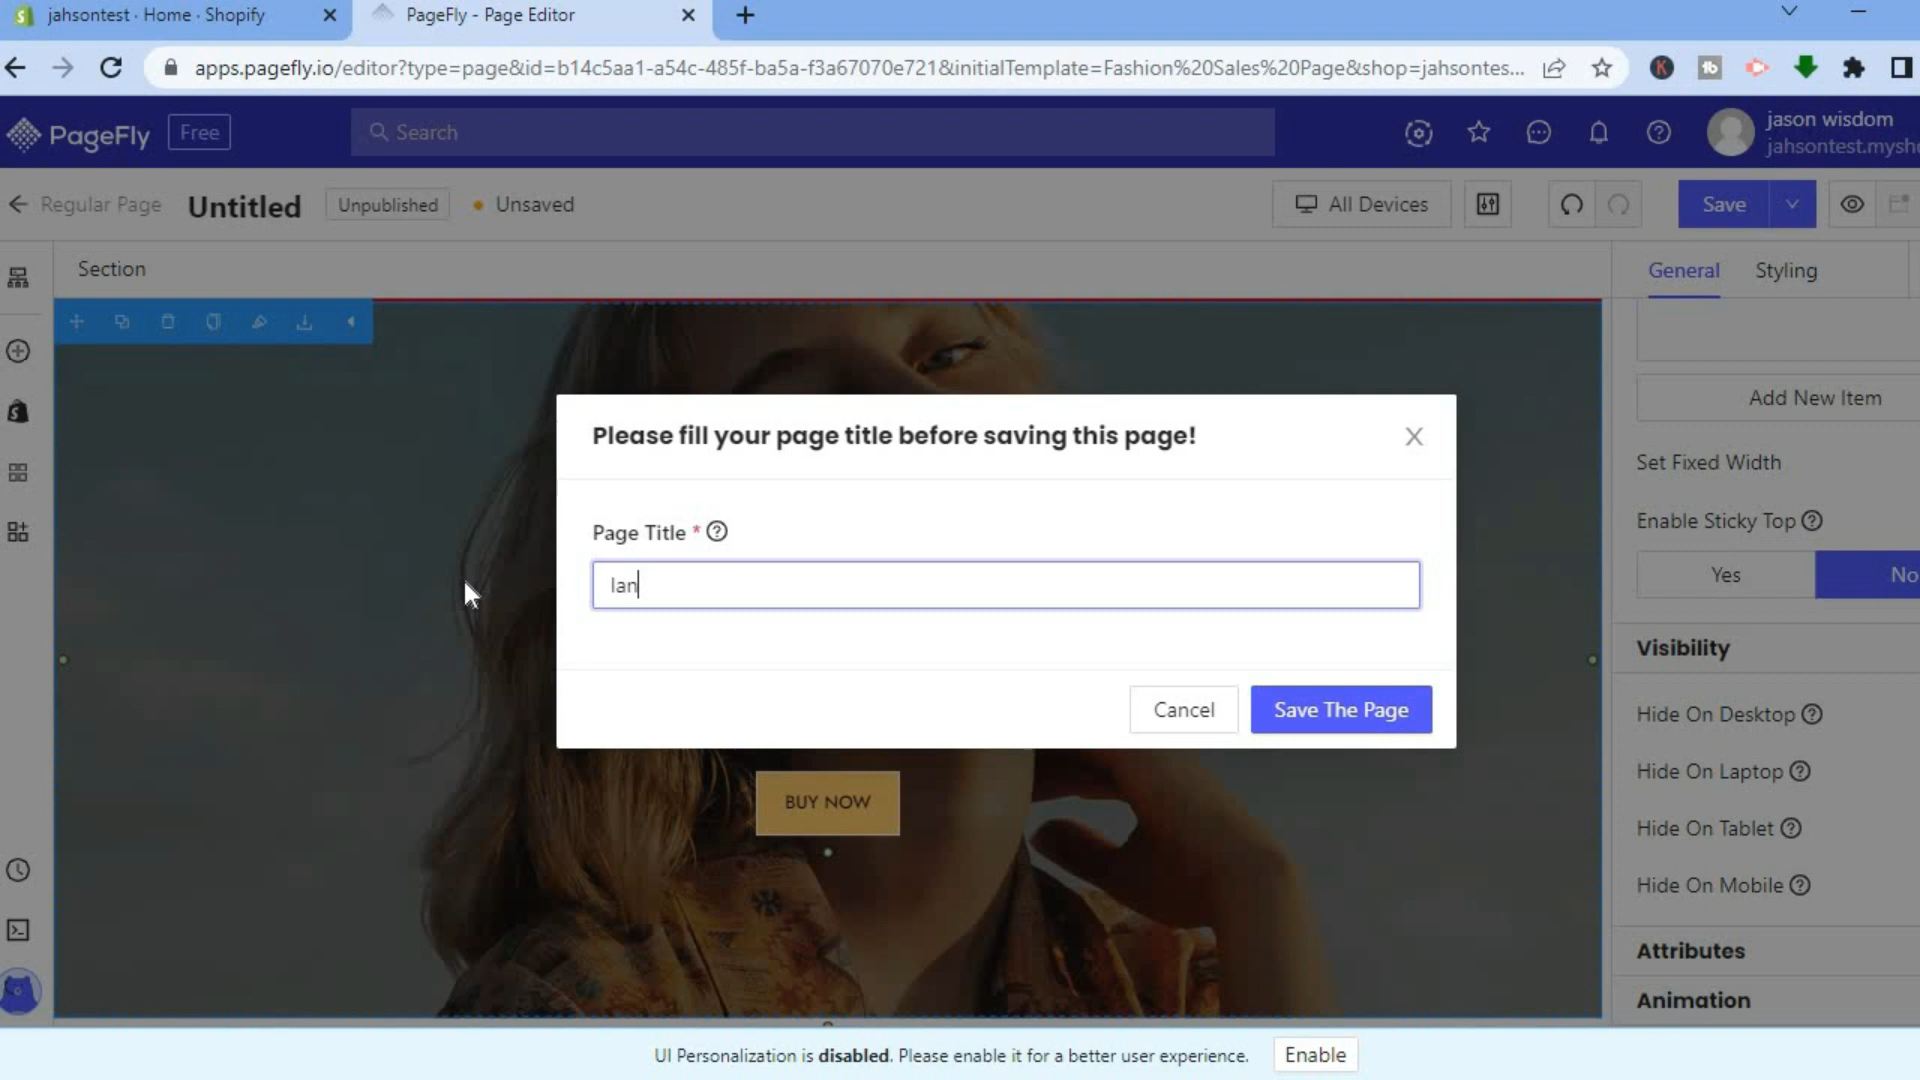 jahsontest · Home · Shopify
PageFly - Page Editor
apps.pagefly.io/editor?type=page&id=b14c5aa1-a54c-485f-ba5a-f3a67070e721&initialTemplate=Fashion%20Sales%20Page&shop=jahsontes...
PageFly
Free
Search
jason wisdom
jahsontest.mysh
Regular Page
Untitled
Unpublished
Unsaved
All Devices
Save
Section
General
Styling
Add New Item
Please fill your page title before saving this page!
Set Fixed Width
Page Title *
Enable Sticky Top
lan
Yes
No
Visibility
Cancel
Save The Page
Hide On Desktop
Hide On Laptop
BUY NOW
Hide On Tablet
Hide On Mobile
Attributes
Animation
UI Personalization is disabled. Please enable it for a better user experience.
Enable